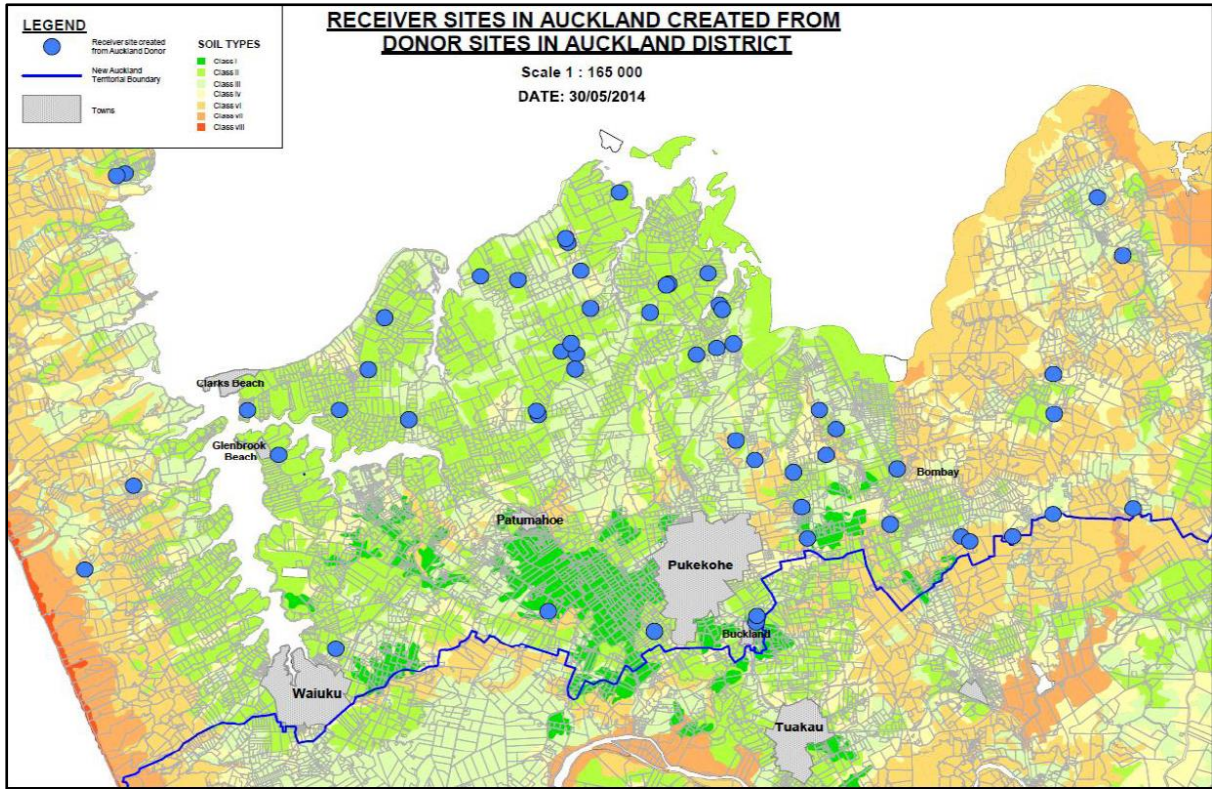 RECEIVER SITES IN AUCKLAND CREATED FROM
DONOR SITES IN AUCKLAND DISTRICT
Scale 1 : 165 000
DATE: 30/05/2014
LEGEND
Receiver site created
from Auckland Donor
New Auckland
Territorial Boundary
Towns
SOIL TYPES
Class I
Class II
Class III
Class iv
Class vi
Class vii
Class viii
Clarks Beach
Glenbrook
Beach
Bombay
Patumahoe
Pukekohe
Buckland
Waiuku
Tuakau